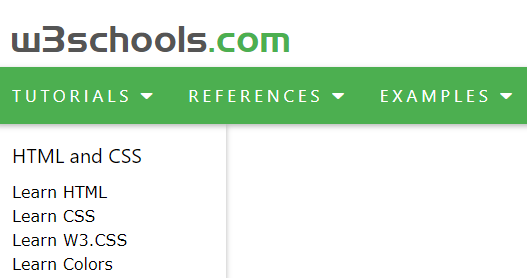 w3schools.com
TUTORIALS REFERENCES EXAMPLES
HTML and CSS
Learn HTML
Learn CSS
Learn W3.CSS
Learn Colors